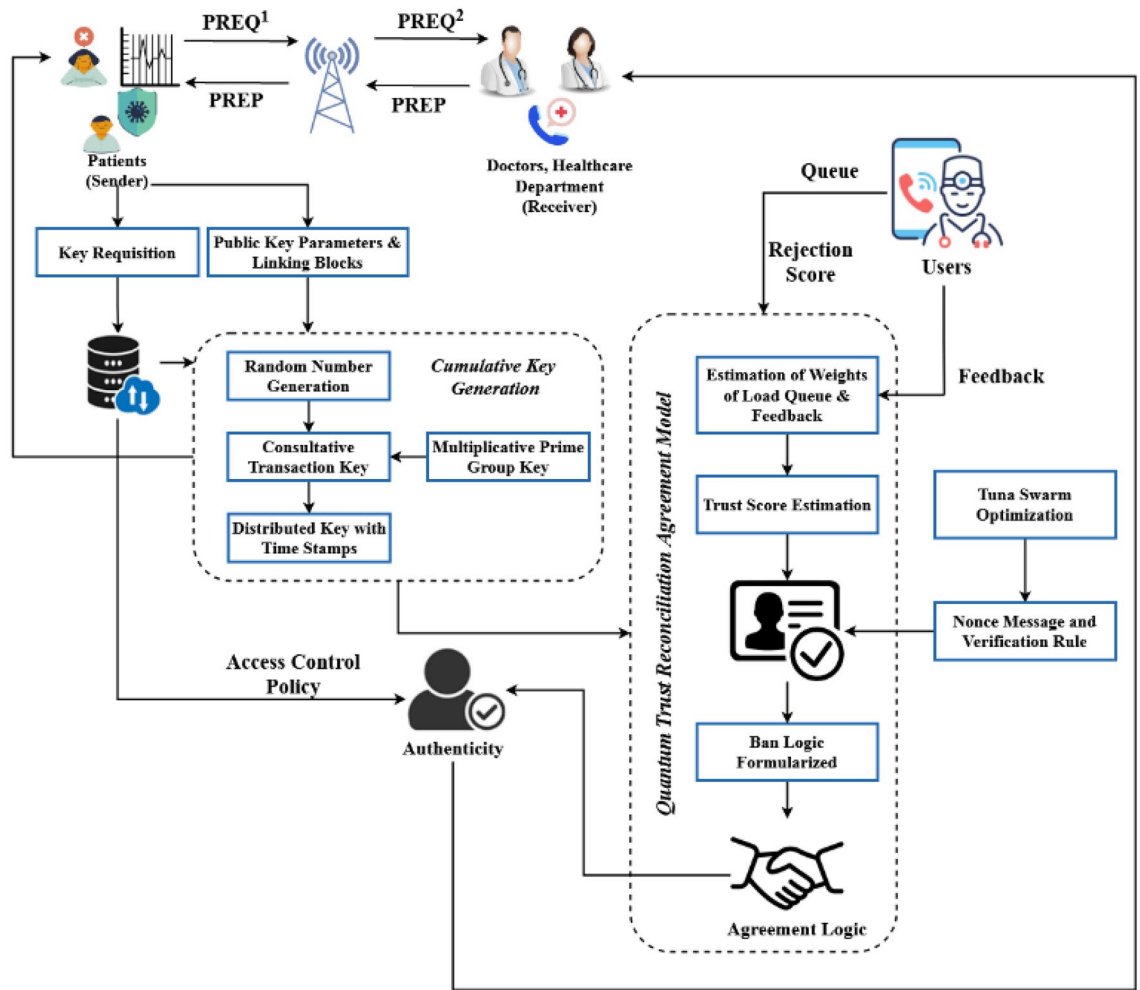 PREQ¹
PREQ²
PREP
PREP
Patients
(Sender)
Doctors, Healthcare
Department
(Receiver)
Queue
Rejection
Score
Users
Feedback
Key Requisition
Public Key Parameters &
Linking Blocks
Cumulative Key
Generation
Random Number
Generation
Consultative
Transaction Key
Multiplicative Prime
Group Key
Distributed Key with
Time Stamps
Quantum Trust Reconciliation Agreement Model
Estimation of Weights
of Load Queue &
Feedback
Trust Score Estimation
Tuna Swarm
Optimization
Nonce Message and
Verification Rule
Access Control
Policy
Authenticity
Ban Logic
Formularized
Agreement Logic